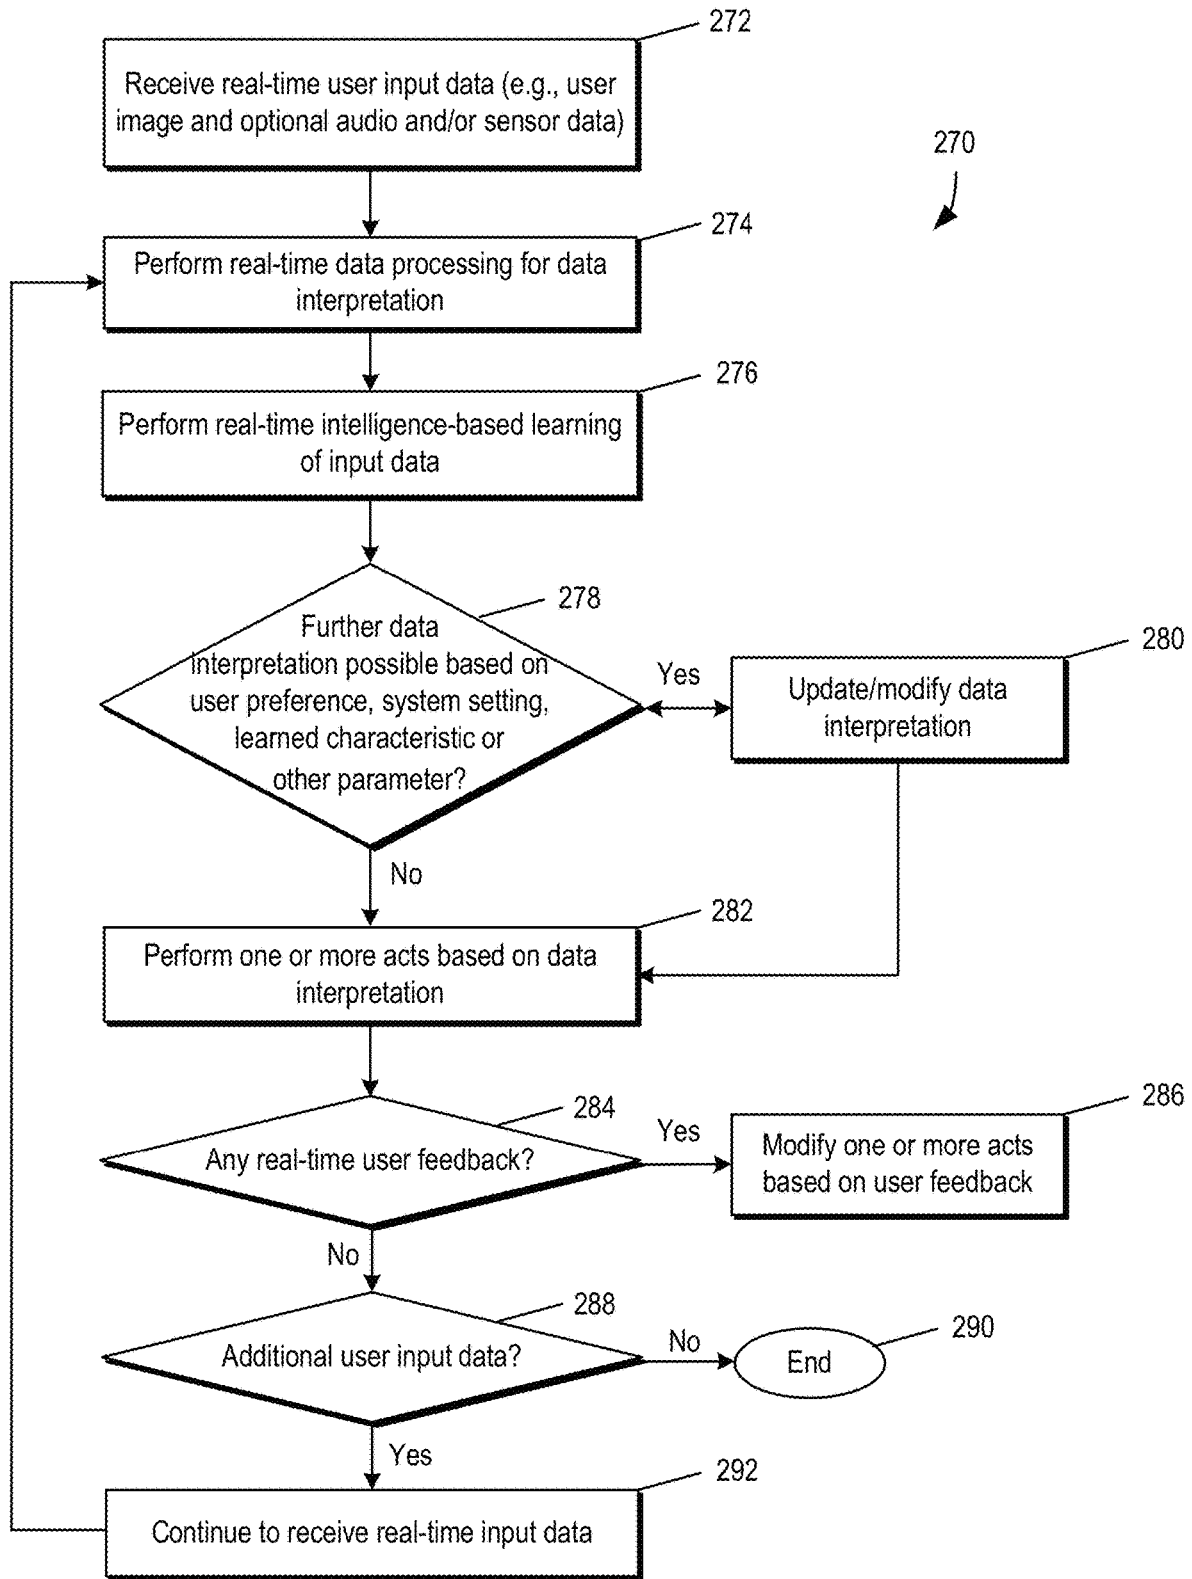 272
Receive real-time user input data (e.g., user
image and optional audio and/or sensor data)
270
274
Perform real-time data processing for data
interpretation
276
Perform real-time intelligence-based learning
of input data
278
Further data
interpretation possible based on
user preference, system setting,
learned characteristic or
other parameter?
Yes
280
Update/modify data
interpretation
No
282
Perform one or more acts based on data
interpretation
284
Any real-time user feedback?
Yes
286
Modify one or more acts
based on user feedback
No
288
Additional user input data?
No
290
End
Yes
292
Continue to receive real-time input data